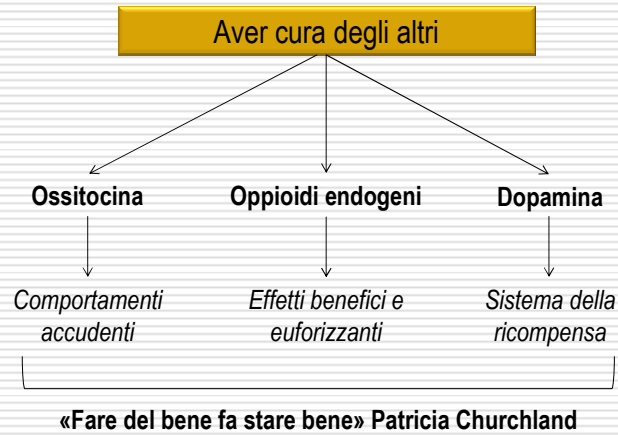 Aver cura degli altri
Ossitocina
Oppioidi endogeni
Dopamina
Comportamenti
accudenti
Effetti benefici e
euforizzanti
Sistema della
ricompensa
«Fare del bene fa stare bene» Patricia Churchland